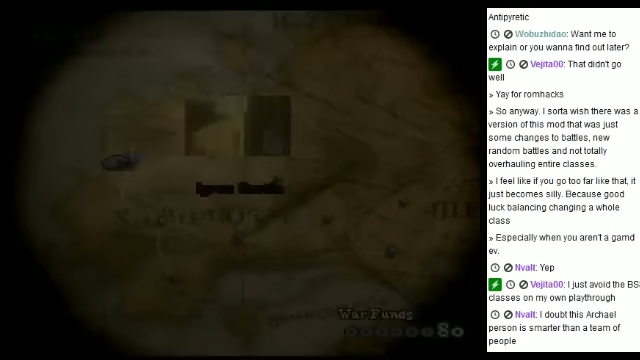 War Funds
80
Antipyretic
Wobuzhidao: Want me to
explain or you wanna find out later?
Vejita00: That didn't go
well
» Yay for romhacks
» So anyway. I sorta wish there was a
version of this mod that was just
some changes to battles, new
random battles and not totally
overhauling entire classes.
» I feel like if you go too far like that, it
just becomes silly. Because good
luck balancing changing a whole
class
» Especially when you aren't a gamd
ev.
Nvalt: Yep
Vejita00: I just avoid the BS
classes on my own playthrough
Nvalt: I doubt this Archael
person is smarter than a team of
people